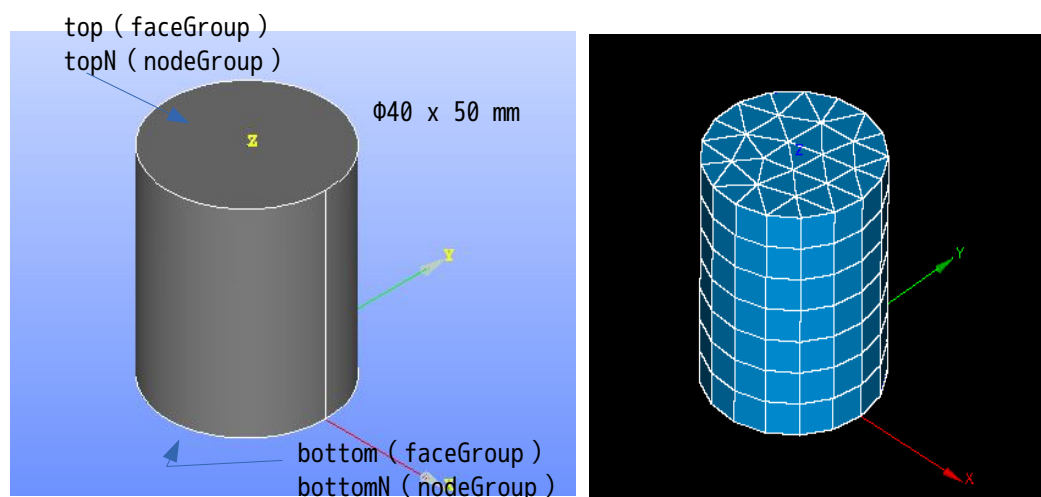 top（faceGroup）
topN（nodeGroup）
Φ40 x 50 mm
Z
Y
bottom（faceGroup）
bottomN（nodeGroup）
X
Z
Y
X